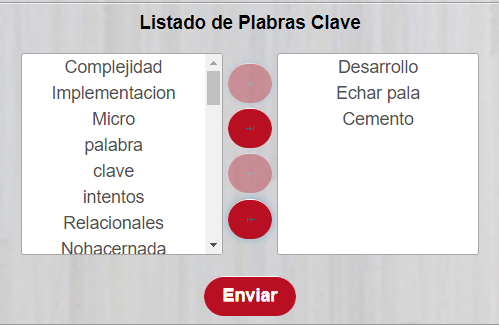 Listado de Plabras Clave
Complejidad
Implementacion
Micro
palabra
clave
intentos
Relacionales
Nohacernada
Desarrollo
Echar pala
Cemento
Enviar